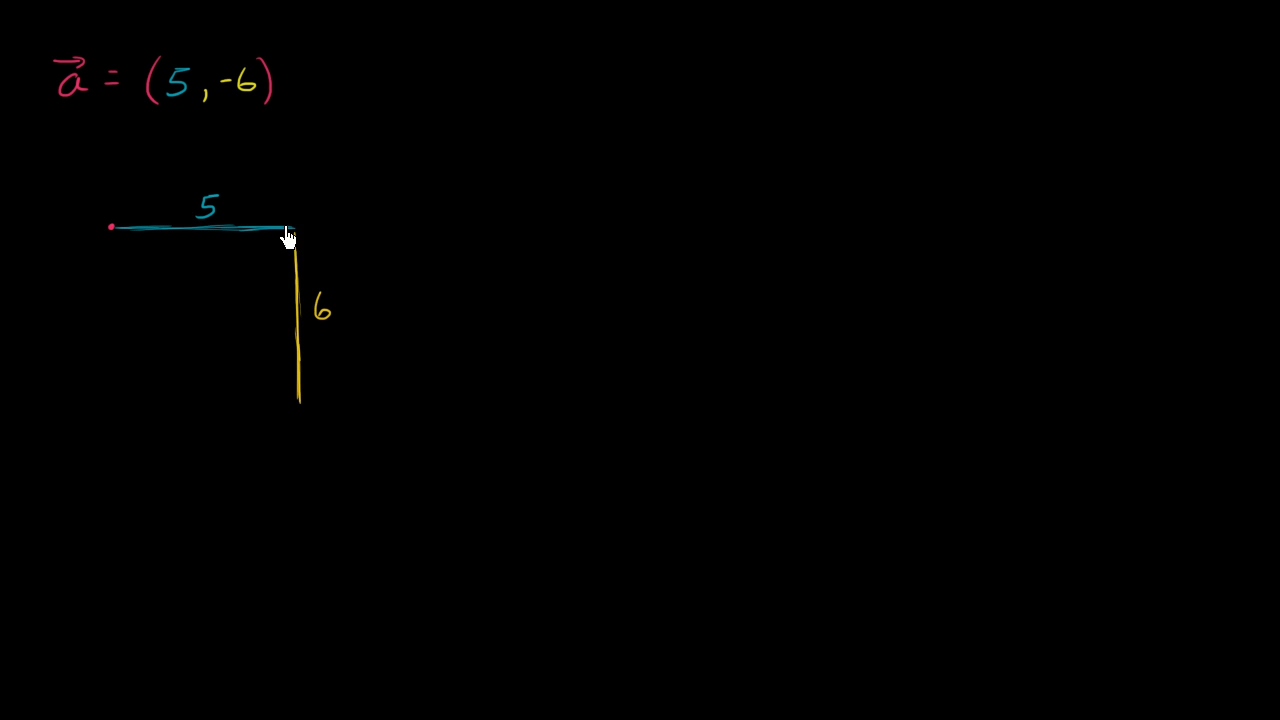 a⃗ = (5, -6)
5
6